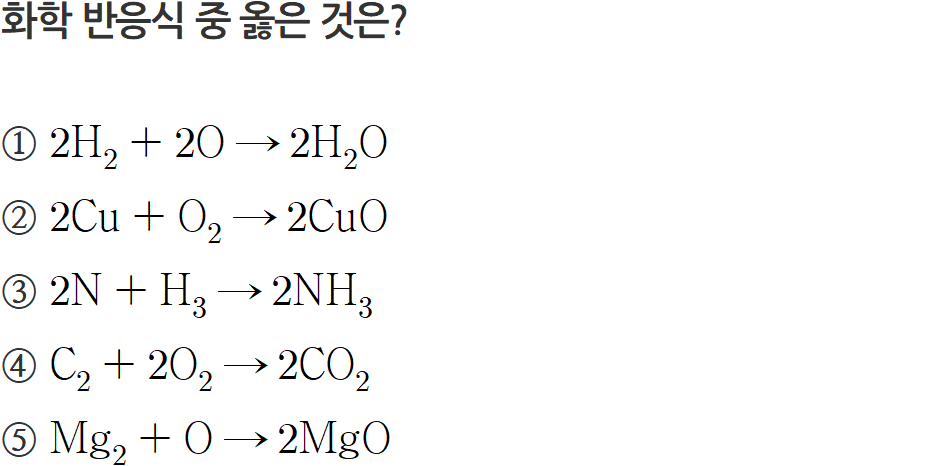 화학 반응식 중 옳은 것은?
① 2H₂ + 2O → 2H₂O
② 2Cu + O₂ → 2CuO
③ 2N + H₃ → 2NH₃
④ C₂ + 2O₂ → 2CO₂
⑤ Mg₂ + O → 2MgO